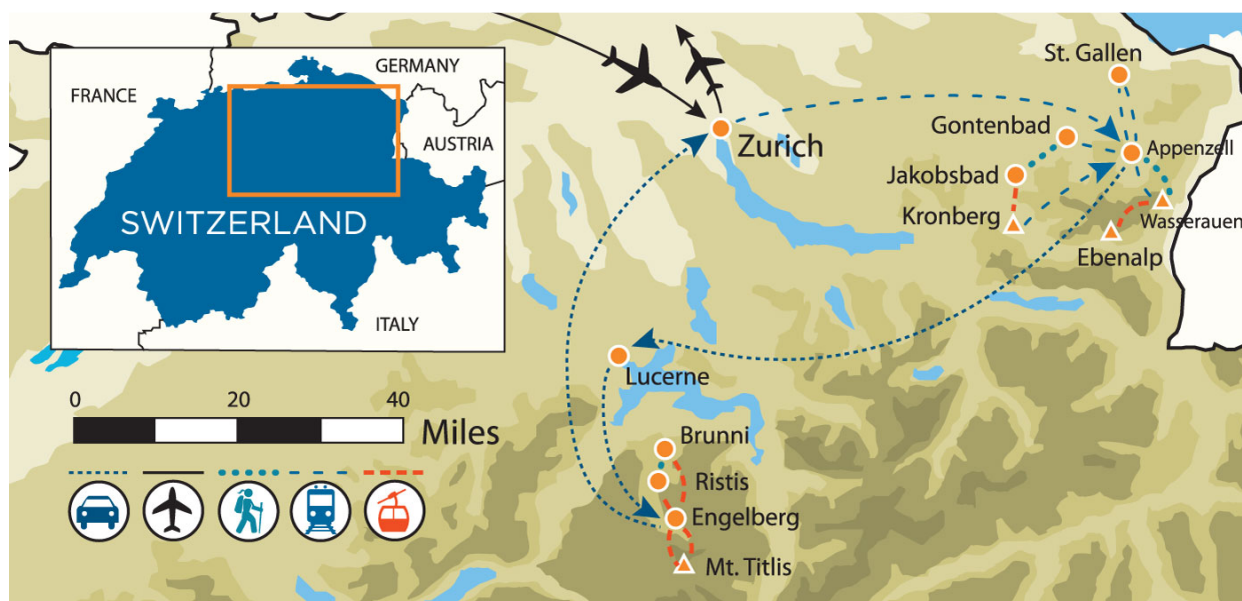 FRANCE
GERMANY
AUSTRIA
SWITZERLAND
ITALY
0 20 40
Miles
Zurich
St. Gallen
Gontenbad
Appenzell
Jakobsbad
Kronberg
Wasserauen
Ebenalp
Lucerne
Brunni
Ristis
Engelberg
Mt. Titlis